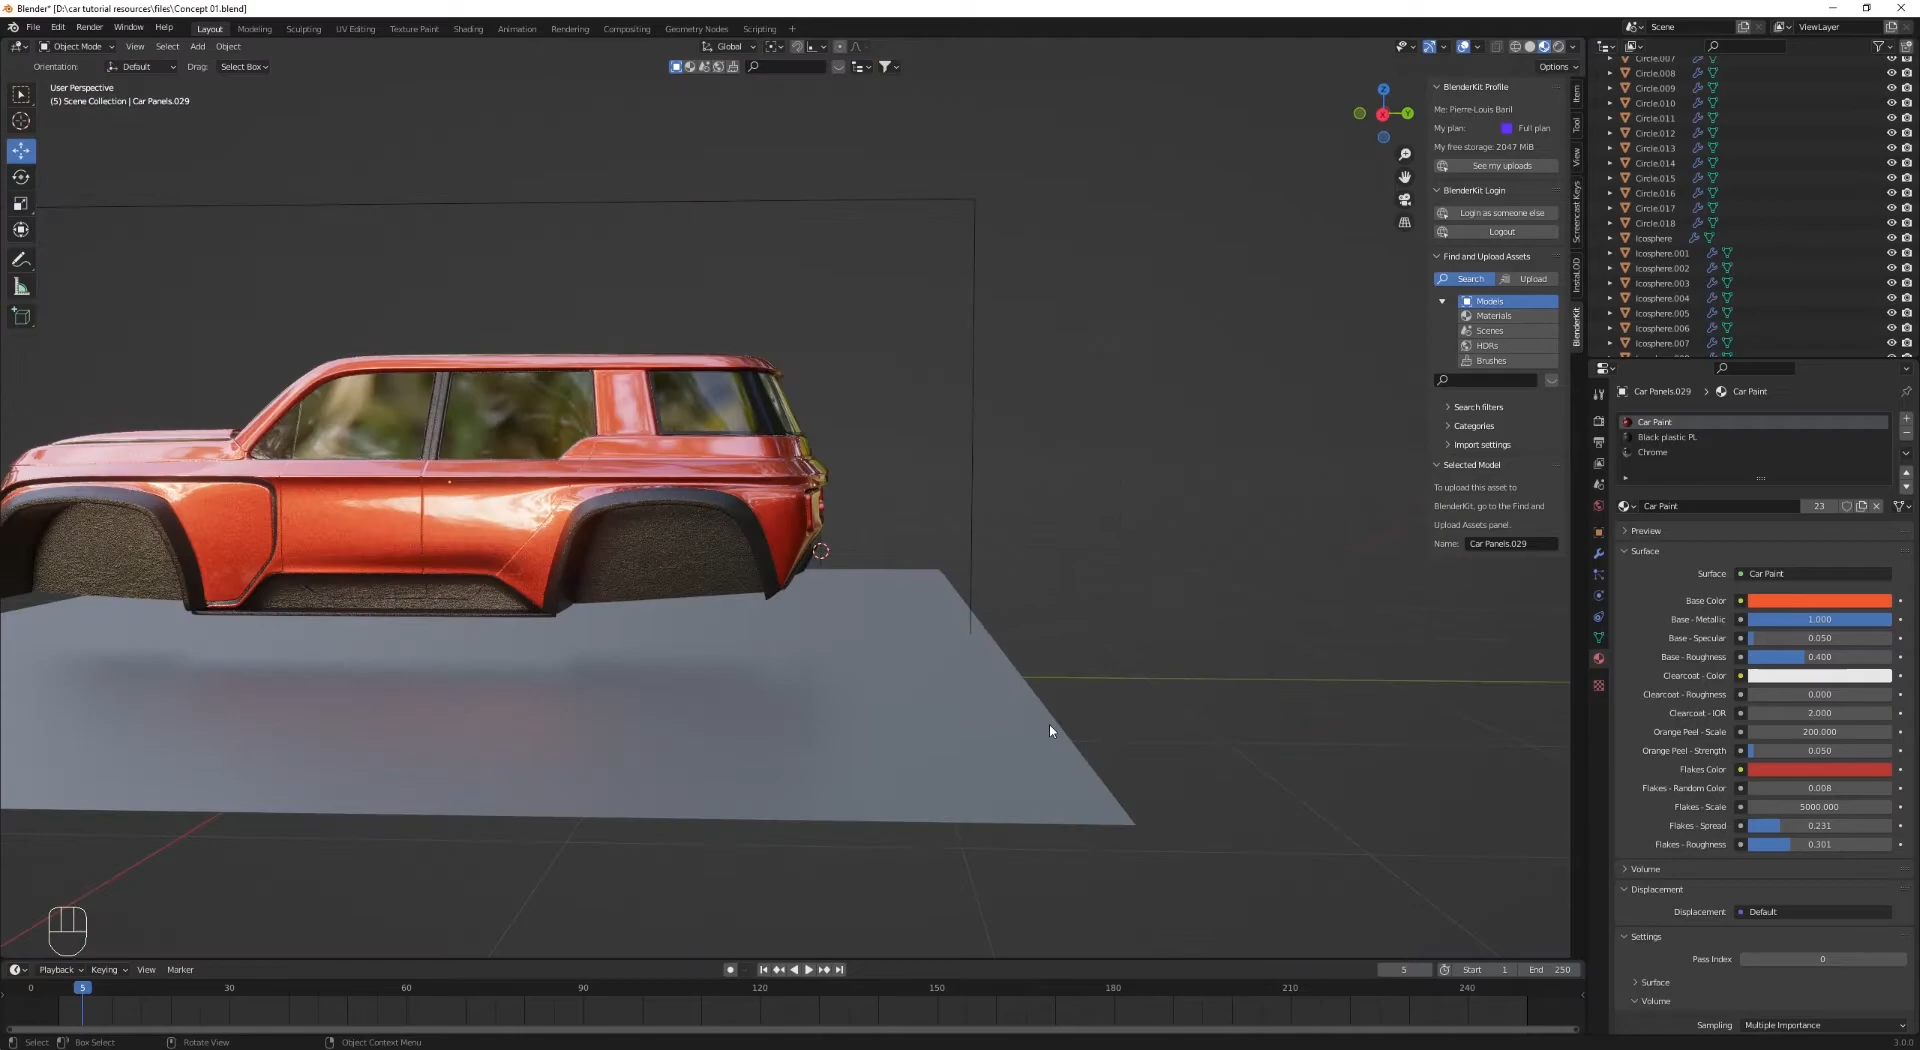 Blender* [D:\car tutorial resources\files\Concept 01.blend]
File Edit Render Window Help Layout Modeling Sculpting UV Editing Texture Paint Shading Animation Rendering Compositing Geometry Nodes Scripting + Scene ViewLayer
Object Mode View Select Add Object Global
Orientation: Default Drag: Select Box Options
User Perspective
(5) Scene Collection | Car Panels.029
Z
X
Y
BlenderKit Profile
Me: Pierre-Louis Baril
My plan: Full plan
My free storage: 2047 MiB
See my uploads
BlenderKit Login
Login as someone else
Logout
Find and Upload Assets
Search Upload
Models
Materials
Scenes
HDRs
Brushes
Search filters
Categories
Import settings
Selected Model
To upload this asset to
BlenderKit, go to the Find and
Upload Assets panel.
Name: Car Panels.029
Item
Tool
View
Screencast Keys
InstaLOD
BlenderKit
Circle.007
Circle.008
Circle.009
Circle.010
Circle.011
Circle.012
Circle.013
Circle.014
Circle.015
Circle.016
Circle.017
Circle.018
Icosphere
Icosphere.001
Icosphere.002
Icosphere.003
Icosphere.004
Icosphere.005
Icosphere.006
Icosphere.007
Car Panels.029 > Car Paint
Car Paint
Black plastic PL
Chrome
Car Paint 23
Preview
Surface
Surface Car Paint
Base Color
Base - Metallic 1.000
Base - Specular 0.050
Base - Roughness 0.400
Clearcoat - Color
Clearcoat - Roughness 0.000
Clearcoat - IOR 2.000
Orange Peel - Scale 200.000
Orange Peel - Strength 0.050
Flakes Color
Flakes - Random Color 0.008
Flakes - Scale 5000.000
Flakes - Spread 0.231
Flakes - Roughness 0.301
Volume
Displacement
Displacement Default
Settings
Pass Index 0
Surface
Volume
Sampling Multiple Importance
Playback Keying View Marker 5 Start 1 End 250
0 5 30 60 90 120 150 180 210 240
Select Box Select Rotate View Object Context Menu 3.0.0